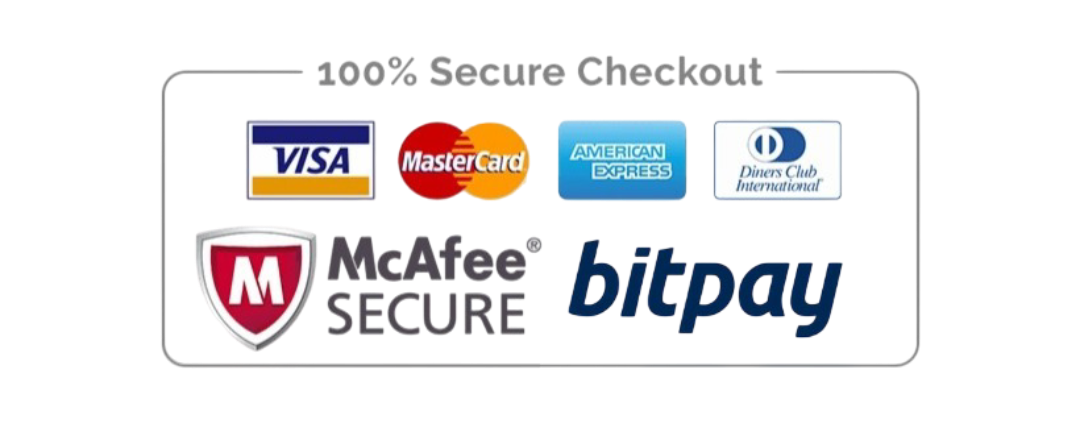 100% Secure Checkout
VISA
MasterCard
AMERICAN
EXPRESS
Diners Club
International
M
McAfee®
SECURE
bitpay